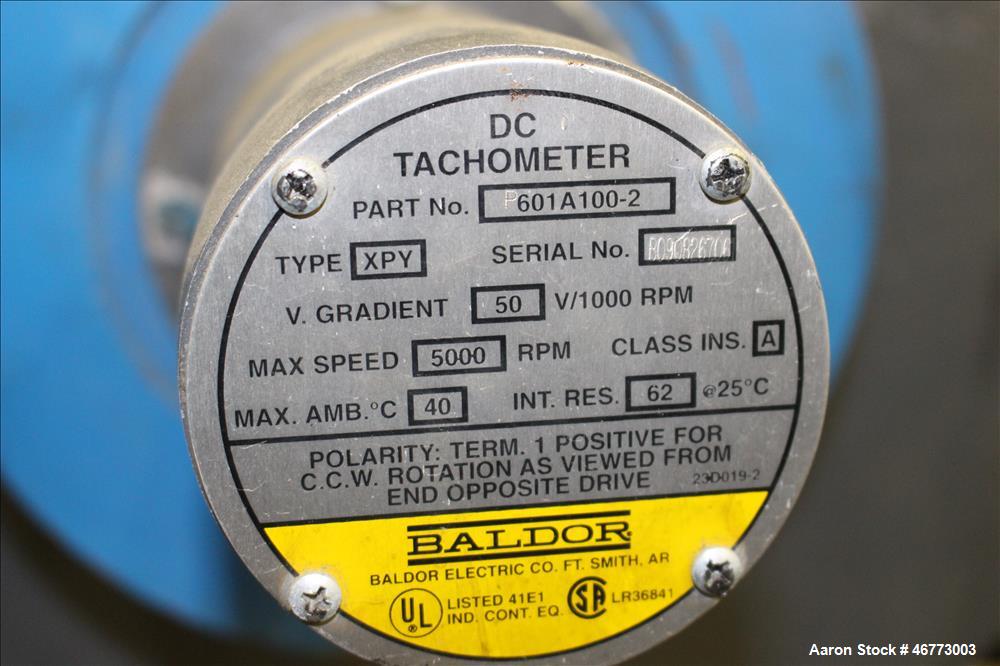 DC
TACHOMETER
PART No. P601A100-2
TYPE XPY SERIAL No.
V. GRADIENT 50 V/1000 RPM
MAX SPEED 5000 RPM CLASS INS. A
MAX. AMB.°C 40 INT. RES. 62 @25°C
POLARITY: TERM. 1 POSITIVE FOR
C.C.W. ROTATION AS VIEWED FROM
END OPPOSITE DRIVE 23D019-2
BALDOR
BALDOR ELECTRIC CO. FT. SMITH, AR
UL® LISTED 41E1 SA LR36841
IND. CONT. EQ.
Aaron Stock # 46773003